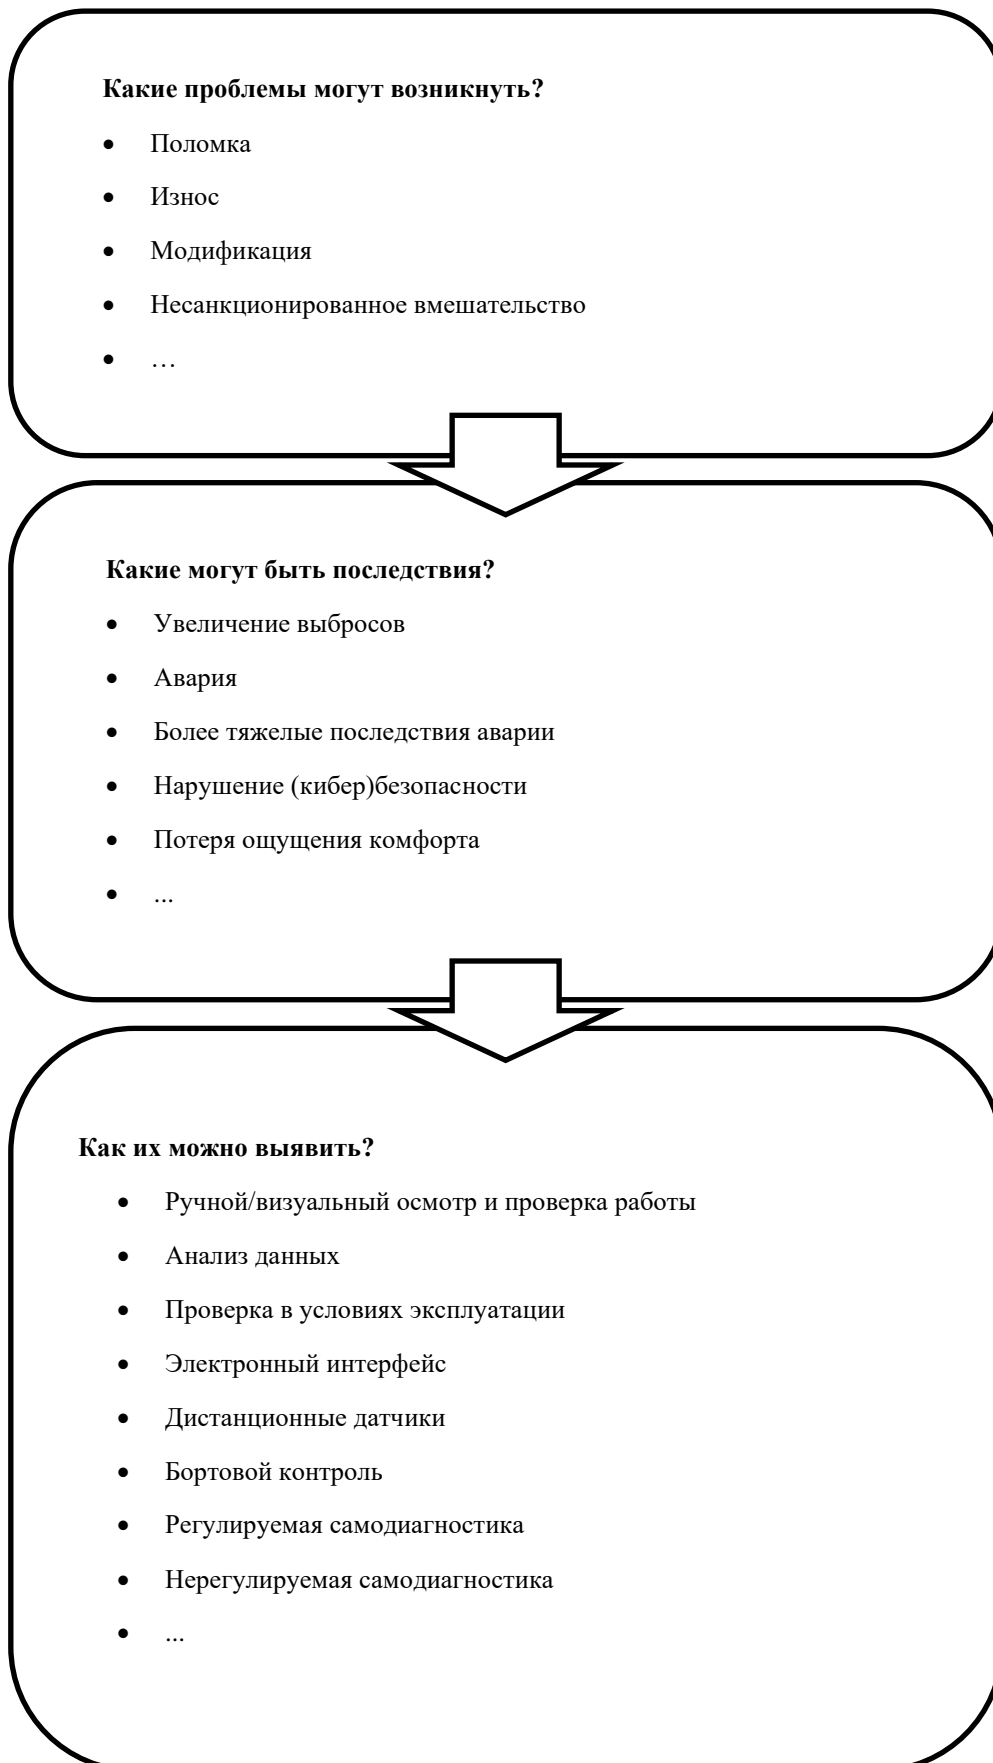 Какие проблемы могут возникнуть?
• Поломка
• Износ
• Модификация
• Несанкционированное вмешательство
• …
Какие могут быть последствия?
• Увеличение выбросов
• Авария
• Более тяжелые последствия аварии
• Нарушение (кибер)безопасности
• Потеря ощущения комфорта
• ...
Как их можно выявить?
• Ручной/визуальный осмотр и проверка работы
• Анализ данных
• Проверка в условиях эксплуатации
• Электронный интерфейс
• Дистанционные датчики
• Бортовой контроль
• Регулируемая самодиагностика
• Нерегулируемая самодиагностика
• ...